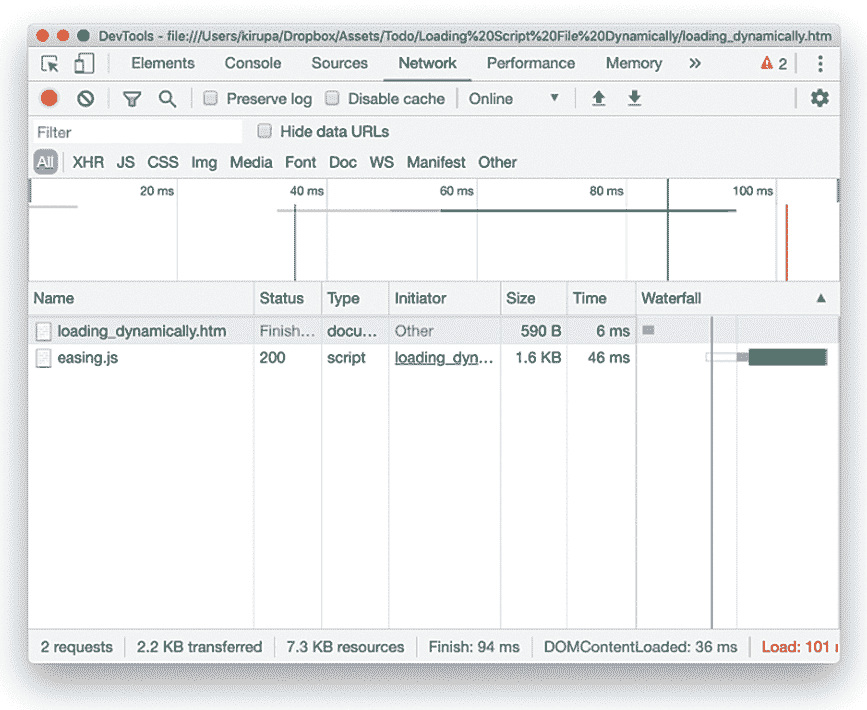 DevTools - file:///Users/kirupa/Dropbox/Assets/Todo/Loading%20Script%20File%20Dynamically/loading_dynamically.htm
Elements Console Sources Network Performance Memory » 2
Preserve log Disable cache Online
Filter Hide data URLs
All XHR JS CSS Img Media Font Doc WS Manifest Other
20 ms 40 ms 60 ms 80 ms 100 ms
Name Status Type Initiator Size Time Waterfall
loading_dynamically.htm Finish... docu... Other 590 B 6 ms
easing.js 200 script loading_dyn... 1.6 KB 46 ms
2 requests 2.2 KB transferred 7.3 KB resources Finish: 94 ms DOMContentLoaded: 36 ms Load: 101